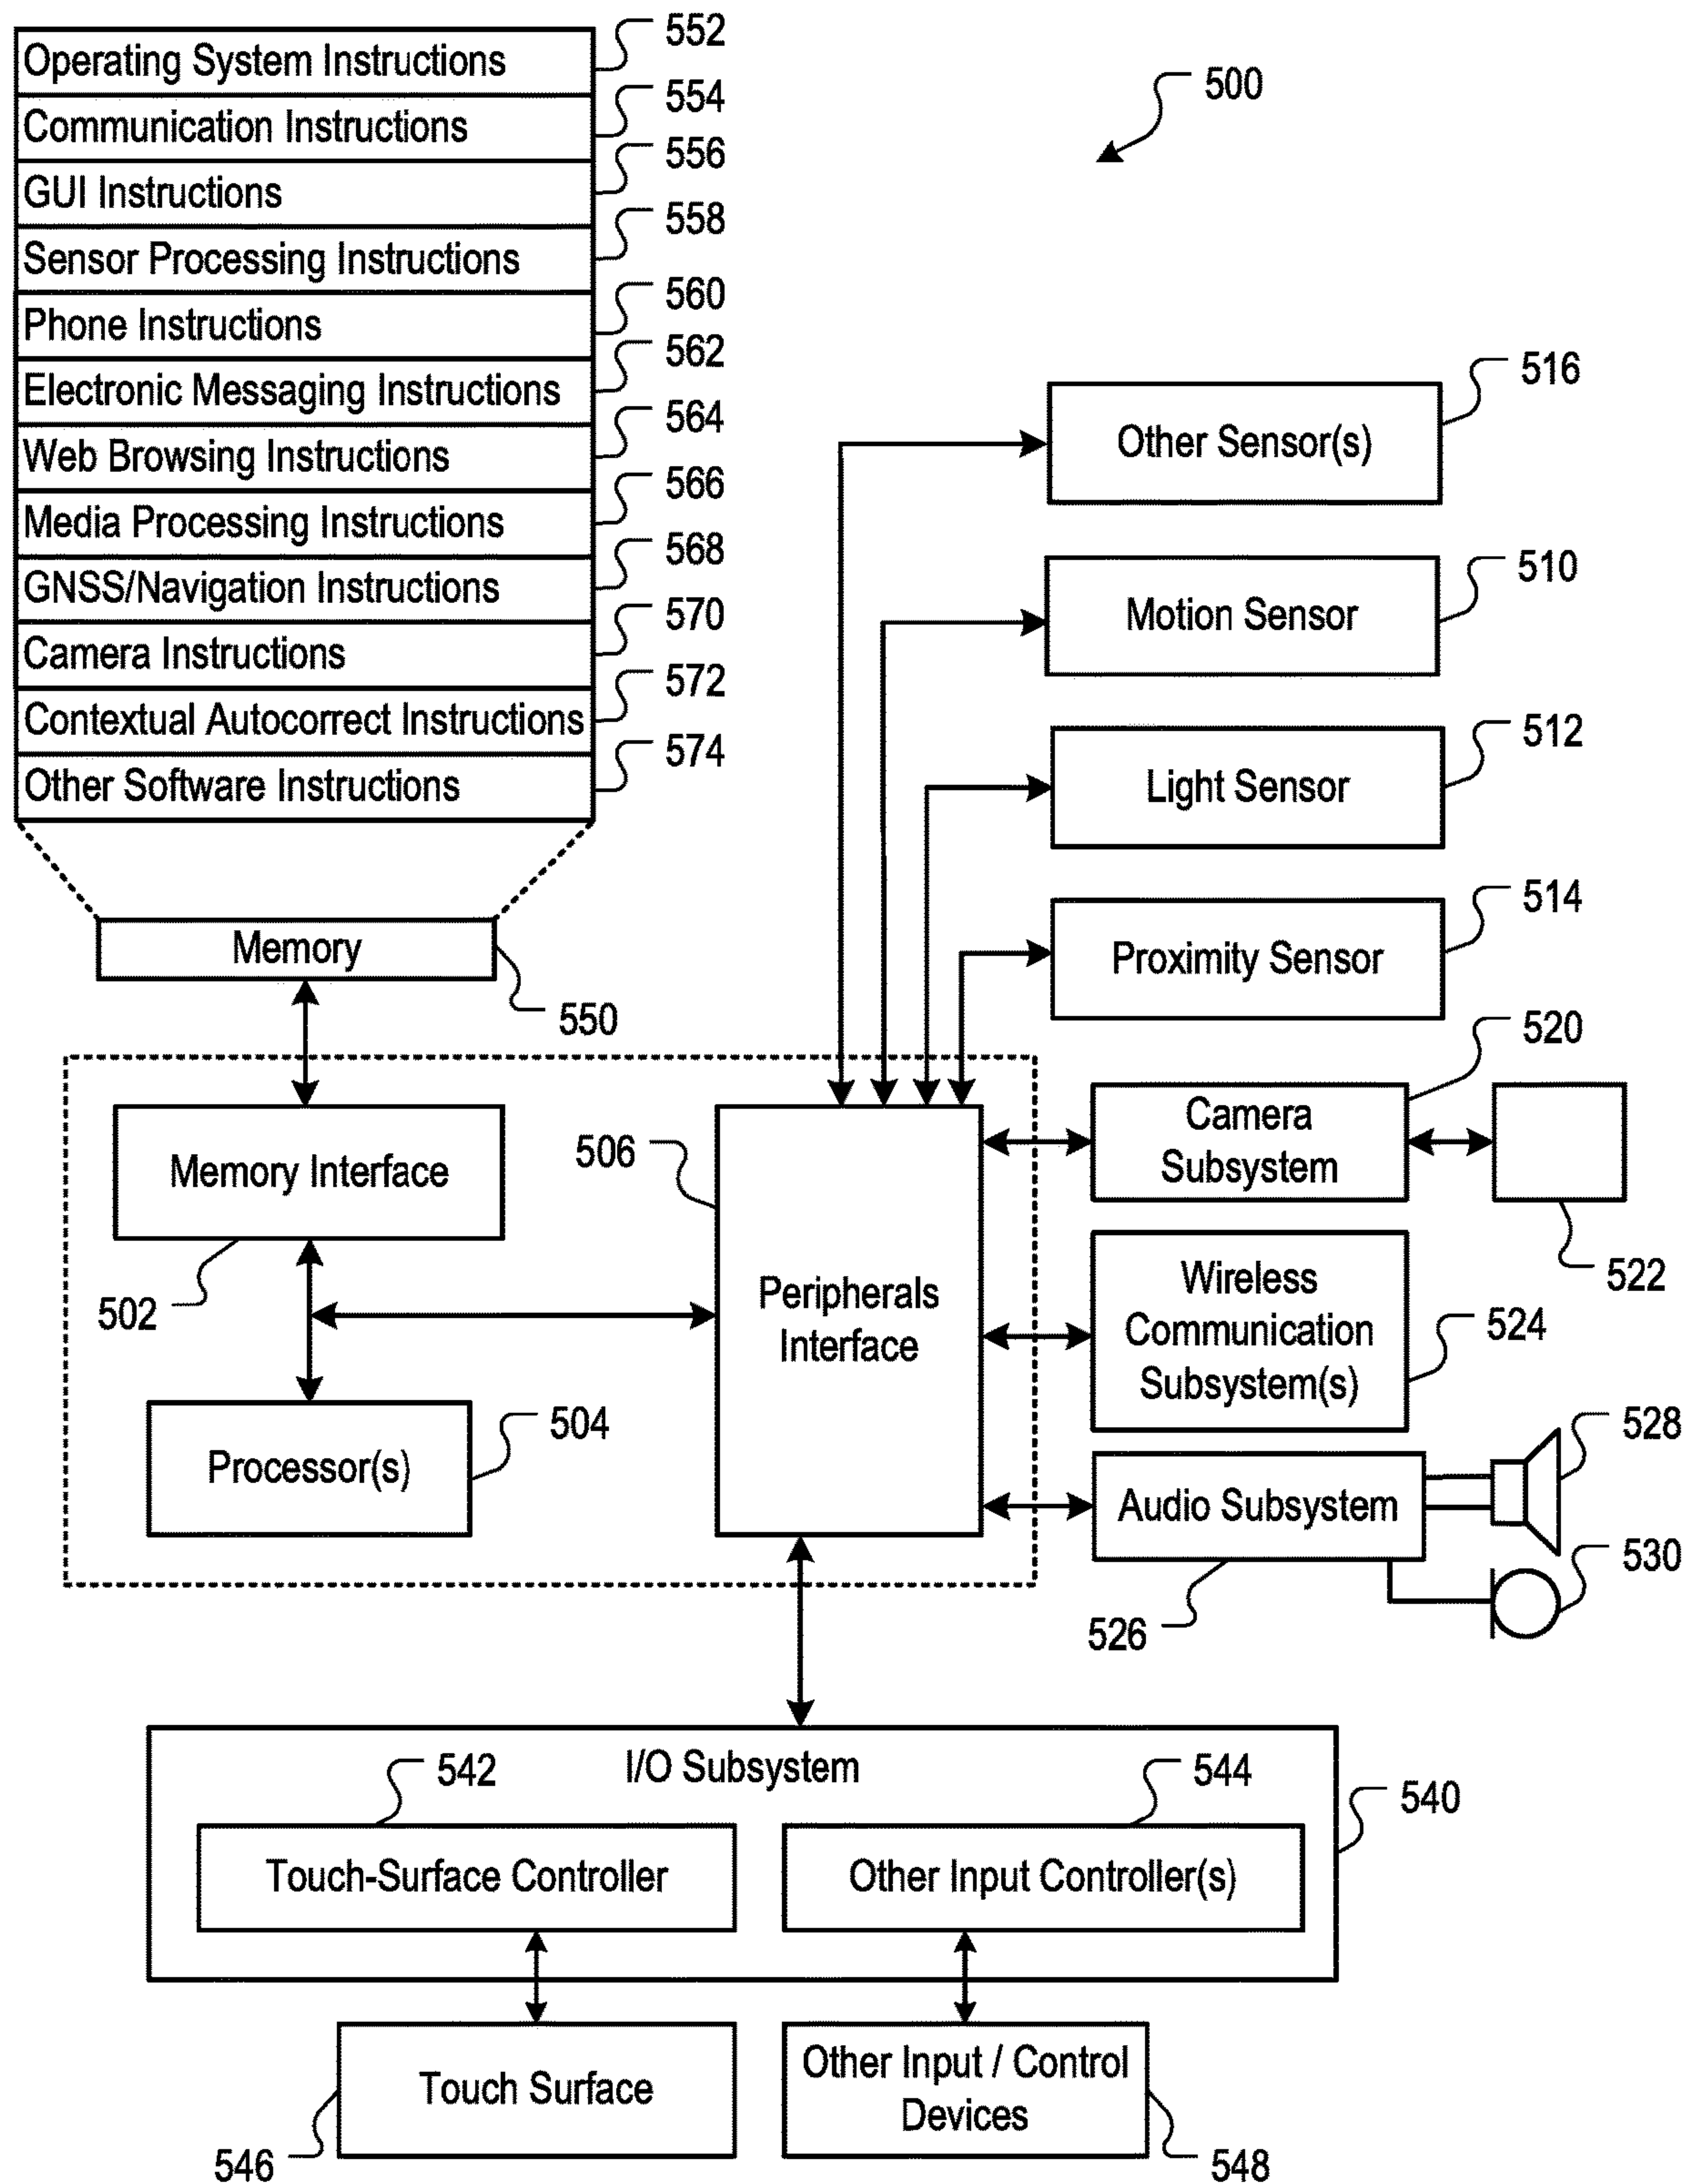 552
Operating System Instructions
500
554
Communication Instructions
556
GUI Instructions
558
Sensor Processing Instructions
560
Phone Instructions
562
Electronic Messaging Instructions
564
Web Browsing Instructions
566
Media Processing Instructions
568
GNSS/Navigation Instructions
570
Camera Instructions
572
Contextual Autocorrect Instructions
574
Other Software Instructions
Memory
550
516
Other Sensor(s)
510
Motion Sensor
512
Light Sensor
514
Proximity Sensor
520
Camera
Subsystem
522
Memory Interface
502
506
Peripherals
Interface
Wireless
Communication
Subsystem(s)
524
504
Processor(s)
528
Audio Subsystem
530
526
I/O Subsystem
542
544
540
Touch-Surface Controller
Other Input Controller(s)
Touch Surface
Other Input / Control
Devices
546
548